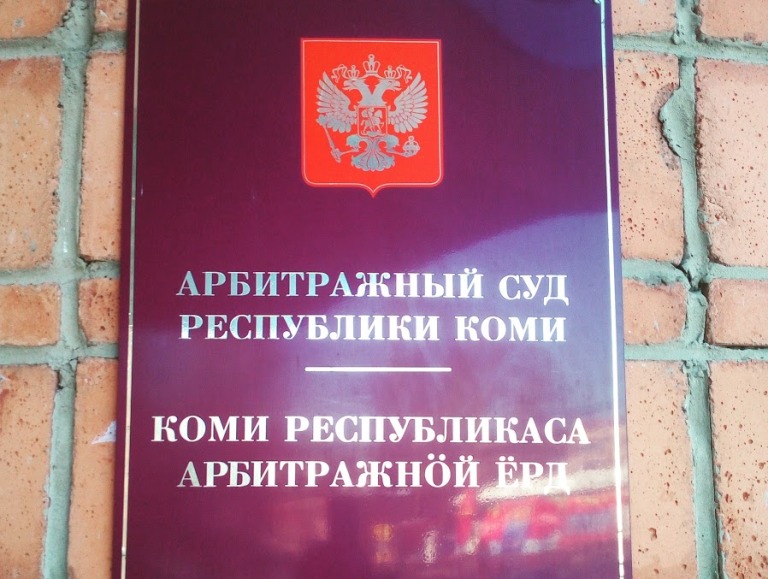 АРБИТРАЖНЫЙ СУД
РЕСПУБЛИКИ КОМИ
КОМИ РЕСПУБЛИКАСА
АРБИТРАЖНӦЙ ЁРД